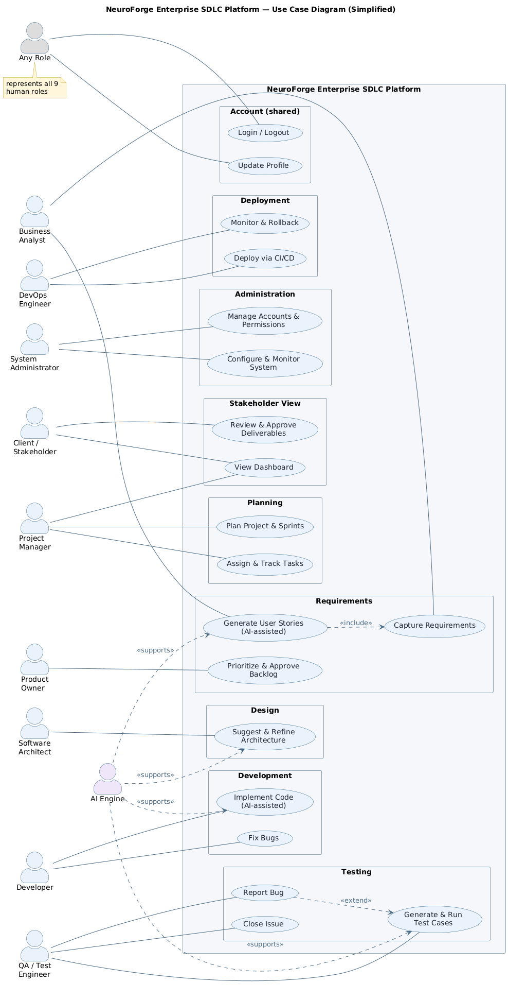 NeuroForge Enterprise SDLC Platform — Use Case Diagram (Simplified)
Any Role
represents all 9
human roles
NeuroForge Enterprise SDLC Platform
Account (shared)
Login / Logout
Update Profile
Business
Analyst
Deployment
Monitor & Rollback
Deploy via CI/CD
DevOps
Engineer
Administration
Manage Accounts &
Permissions
Configure & Monitor
System
System
Administrator
Stakeholder View
Review & Approve
Deliverables
View Dashboard
Client /
Stakeholder
Planning
Plan Project & Sprints
Assign & Track Tasks
Project
Manager
Requirements
Generate User Stories
(AI-assisted)
«include»
Capture Requirements
«supports»
Prioritize & Approve
Backlog
Product
Owner
Design
Suggest & Refine
Architecture
Software
Architect
«supports»
Development
Implement Code
(AI-assisted)
AI Engine
«supports»
Fix Bugs
Developer
Testing
Report Bug
«extend»
Generate & Run
Test Cases
Close Issue
«supports»
QA / Test
Engineer